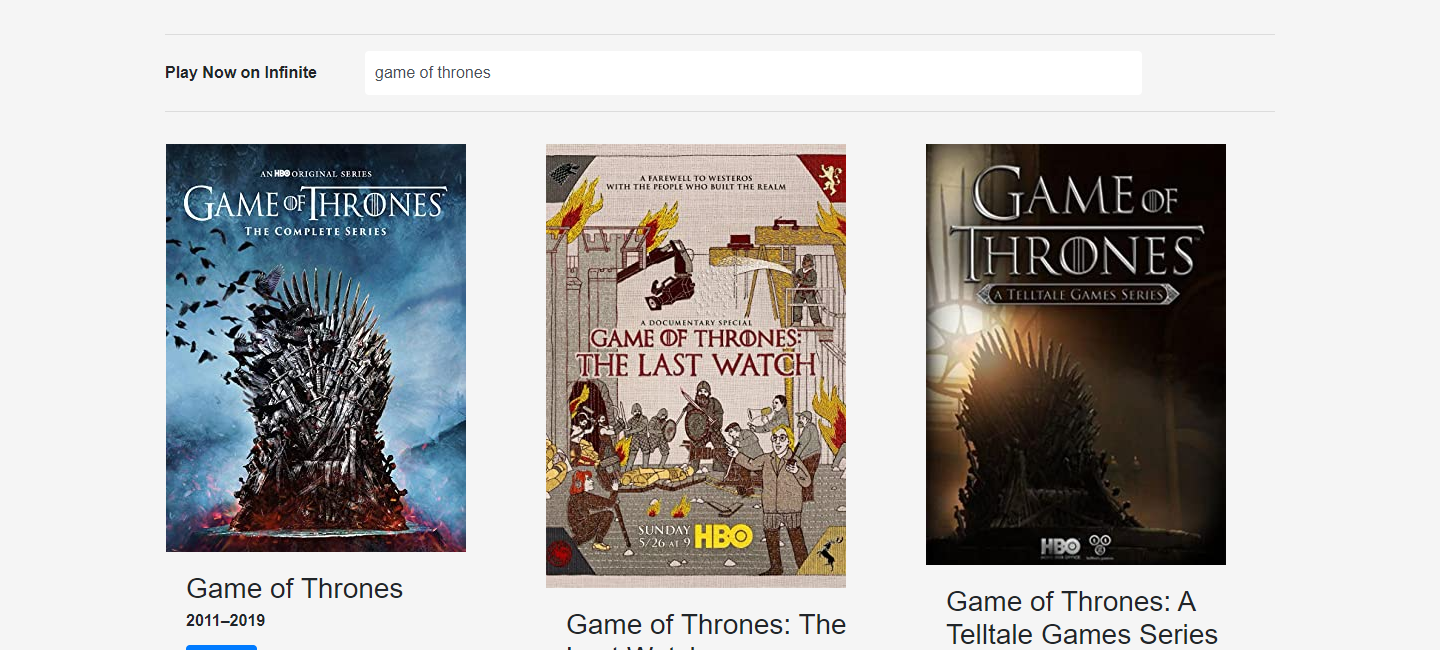 Play Now on Infinite
game of thrones
AN HBO ORIGINAL SERIES
GAME OF THRONES
THE COMPLETE SERIES
Game of Thrones
2011–2019
A FAREWELL TO WESTEROS
WITH THE PEOPLE WHO BUILT THE REALM
A DOCUMENTARY SPECIAL
GAME OF THRONES:
THE LAST WATCH
SUNDAY
5/26 AT 9 HBO
Game of Thrones: The
Last Watch
GAME OF
THRONES
A TELLTALE GAMES SERIES
HBO
Game of Thrones: A
Telltale Games Series